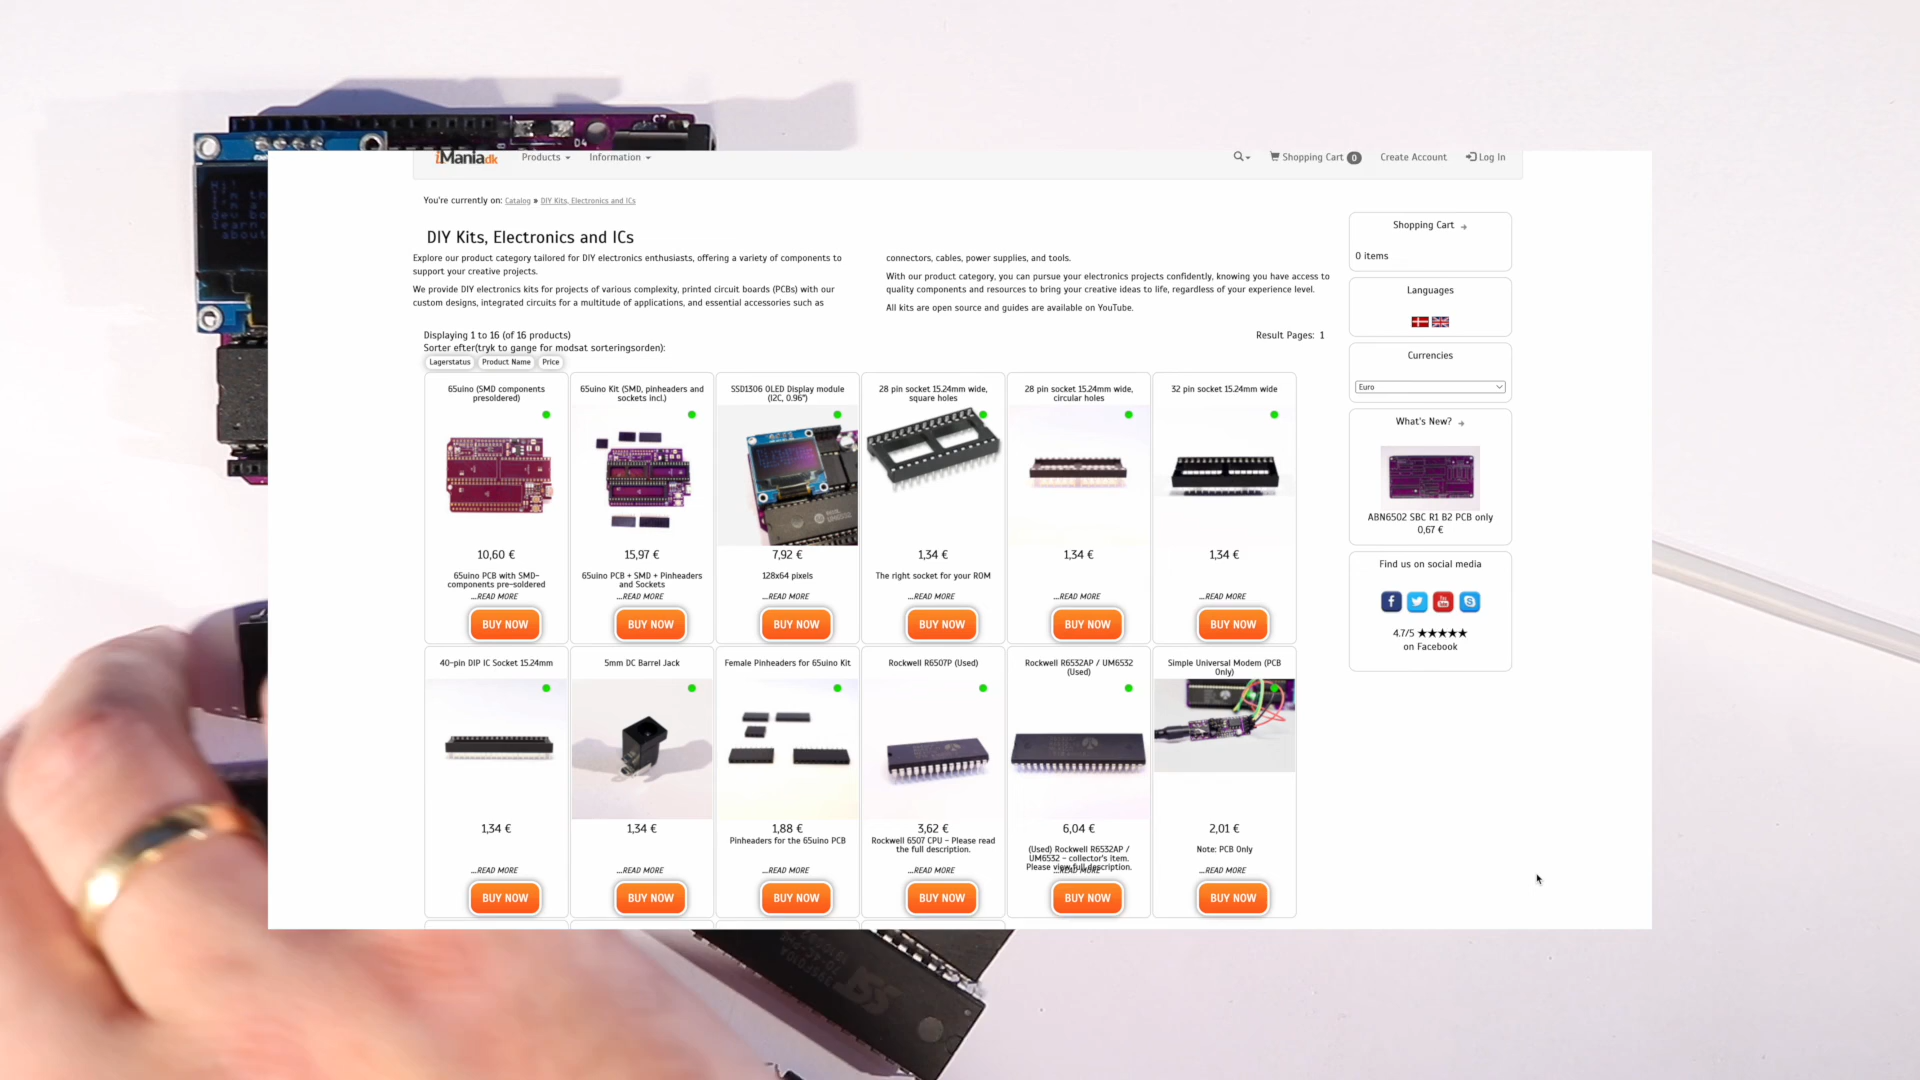 D4
iManiadk
Products
Information
Shopping Cart 0
Create Account
Log In
You're currently on: Catalog » DIY Kits, Electronics and ICs
DIY Kits, Electronics and ICs
Explore our product category tailored for DIY electronics enthusiasts, offering a variety of components to
support your creative projects.
We provide DIY electronics kits for projects of various complexity, printed circuit boards (PCBs) with our
custom designs, integrated circuits for a multitude of applications, and essential accessories such as
connectors, cables, power supplies, and tools.
With our product category, you can pursue your electronics projects confidently, knowing you have access to
quality components and resources to bring your creative ideas to life, regardless of your experience level.
All kits are open source and guides are available on YouTube.
Displaying 1 to 16 (of 16 products)
Result Pages: 1
Sorter efter(tryk to gange for modsat sorteringsorden):
Lagerstatus
Product Name
Price
65uino (SMD components
presoldered)
10,60 €
65uino PCB with SMD-
components pre-soldered
...READ MORE
BUY NOW
65uino Kit (SMD, pinheaders and
sockets incl.)
15,97 €
65uino PCB + SMD + Pinheaders
and Sockets
...READ MORE
BUY NOW
SSD1306 OLED Display module
(I2C, 0.96")
7,92 €
128x64 pixels
...READ MORE
BUY NOW
28 pin socket 15.24mm wide,
square holes
1,34 €
The right socket for your ROM
...READ MORE
BUY NOW
28 pin socket 15.24mm wide,
circular holes
1,34 €
...READ MORE
BUY NOW
32 pin socket 15.24mm wide
1,34 €
...READ MORE
BUY NOW
40-pin DIP IC Socket 15.24mm
1,34 €
...READ MORE
BUY NOW
5mm DC Barrel Jack
1,34 €
...READ MORE
BUY NOW
Female Pinheaders for 65uino Kit
1,88 €
Pinheaders for the 65uino PCB
...READ MORE
BUY NOW
Rockwell R6507P (Used)
3,62 €
Rockwell 6507 CPU - Please read
the full description.
...READ MORE
BUY NOW
Rockwell R6532AP / UM6532
(Used)
6,04 €
(Used) Rockwell R6532AP /
UM6532 - collector's item.
Please view full description.
...READ MORE
BUY NOW
Simple Universal Modem (PCB
Only)
2,01 €
Note: PCB Only
...READ MORE
BUY NOW
Shopping Cart
0 items
Languages
Currencies
Euro
What's New?
ABN6502 SBC R1 B2 PCB only
0,67 €
Find us on social media
4.7/5 ★★★★★
on Facebook